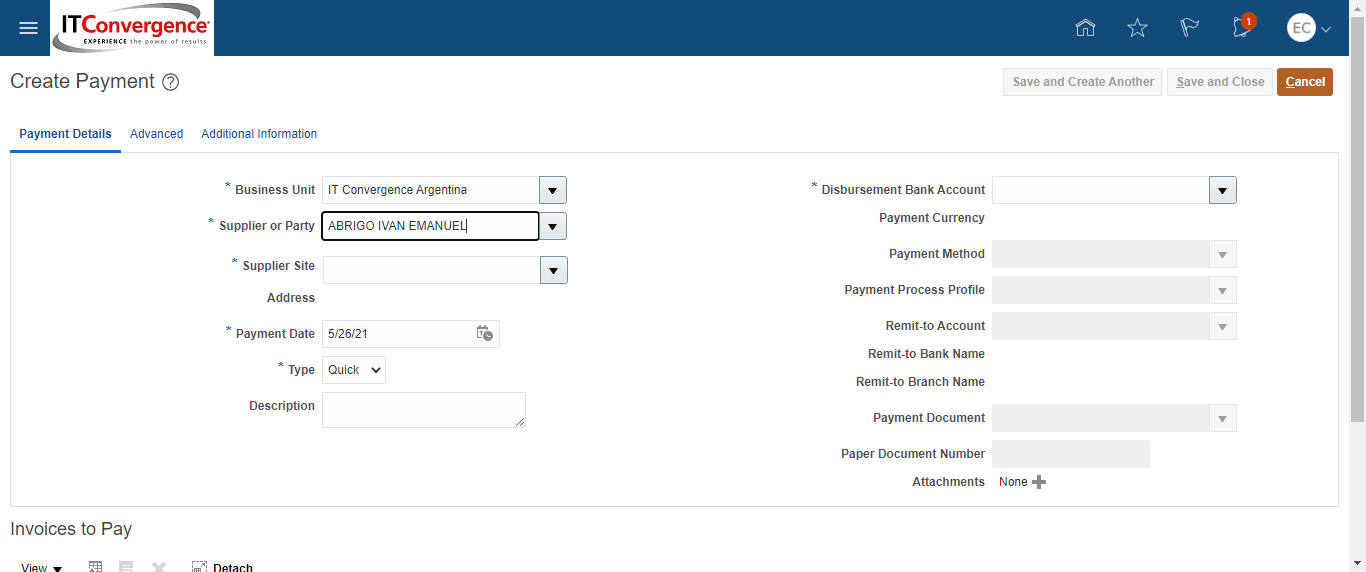 ITConvergence
EXPERIENCE the power of results
1
EC
Create Payment ?
Save and Create Another
Save and Close
Cancel
Payment Details
Advanced
Additional Information
* Business Unit IT Convergence Argentina
* Supplier or Party ABRIGO IVAN EMANUEL
* Supplier Site
Address
* Payment Date 5/26/21
* Type Quick
Description
* Disbursement Bank Account
Payment Currency
Payment Method
Payment Process Profile
Remit-to Account
Remit-to Bank Name
Remit-to Branch Name
Payment Document
Paper Document Number
Attachments None
Invoices to Pay
View
Detach